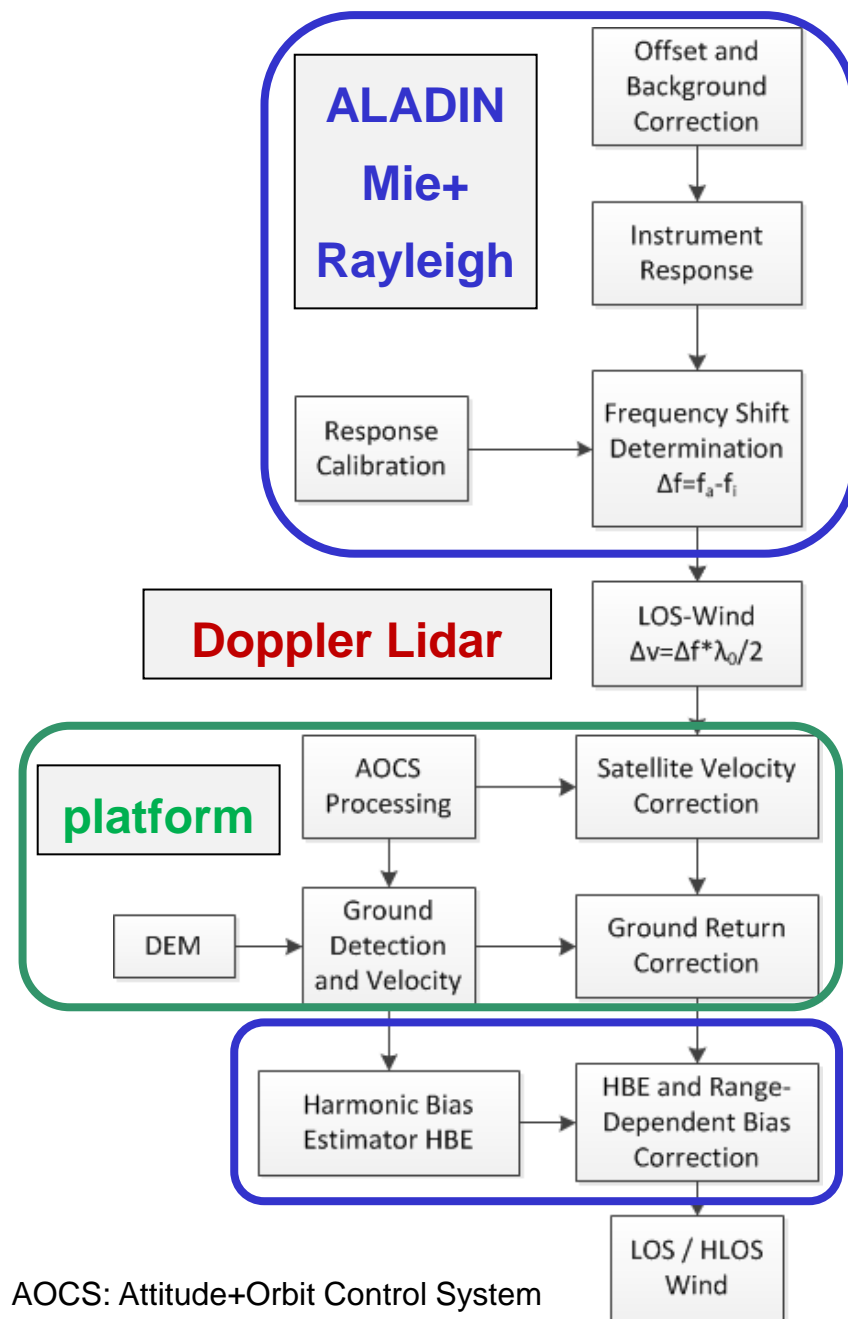 Offset and
Background
Correction
ALADIN
Mie+
Rayleigh
Instrument
Response
Response
Calibration
Frequency Shift
Determination
Δf=fₐ-fᵢ
Doppler Lidar
LOS-Wind
Δv=Δf*λ₀/2
platform
AOCS
Processing
Satellite Velocity
Correction
DEM
Ground
Detection
and Velocity
Ground Return
Correction
Harmonic Bias
Estimator HBE
HBE and Range-
Dependent Bias
Correction
LOS / HLOS
Wind
AOCS: Attitude+Orbit Control System